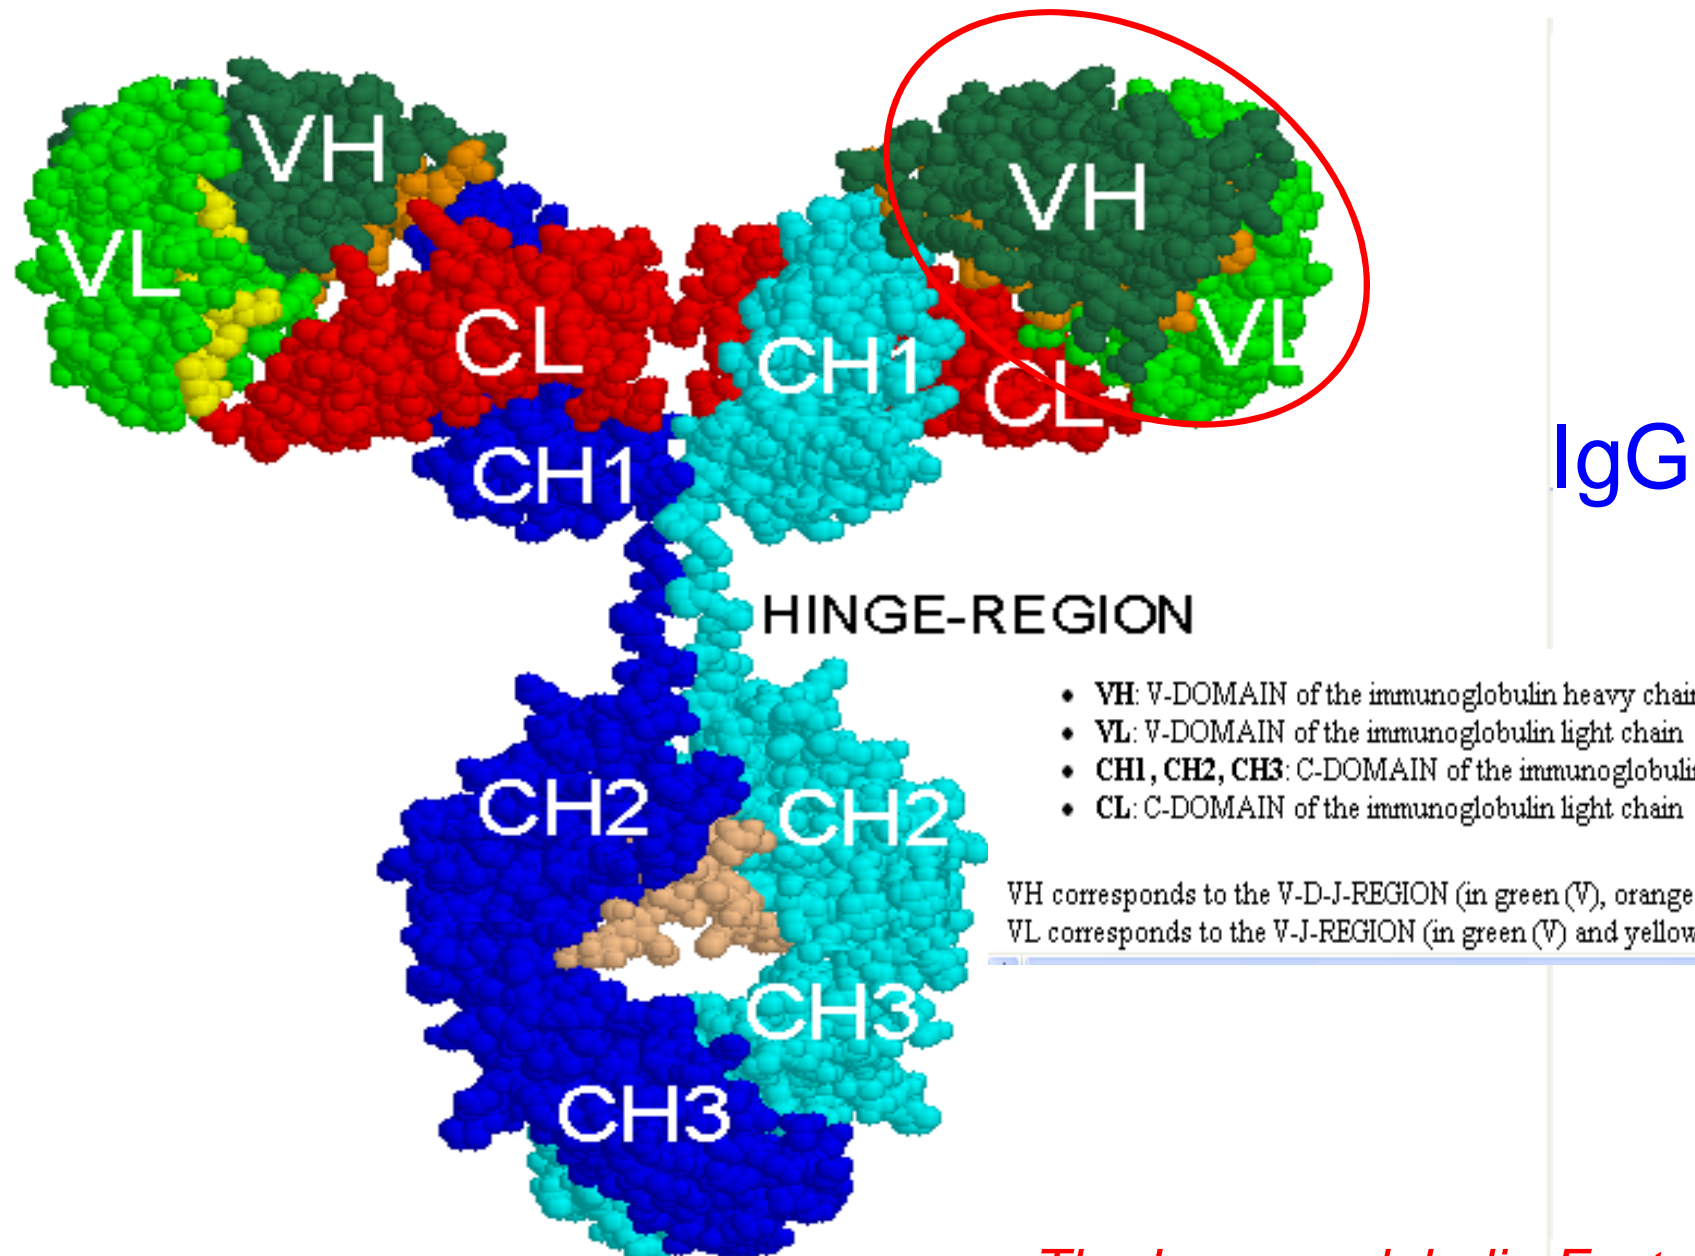 VH
VH
VL
VL
CL
CH1
CL
CH1
IgG
HINGE-REGION
• VH: V-DOMAIN of the immunoglobulin heavy chain
• VL: V-DOMAIN of the immunoglobulin light chain
• CH1, CH2, CH3: C-DOMAIN of the immunoglobulin
• CL: C-DOMAIN of the immunoglobulin light chain
CH2
CH2
VH corresponds to the V-D-J-REGION (in green (V), orange
VL corresponds to the V-J-REGION (in green (V) and yellow
CH3
CH3